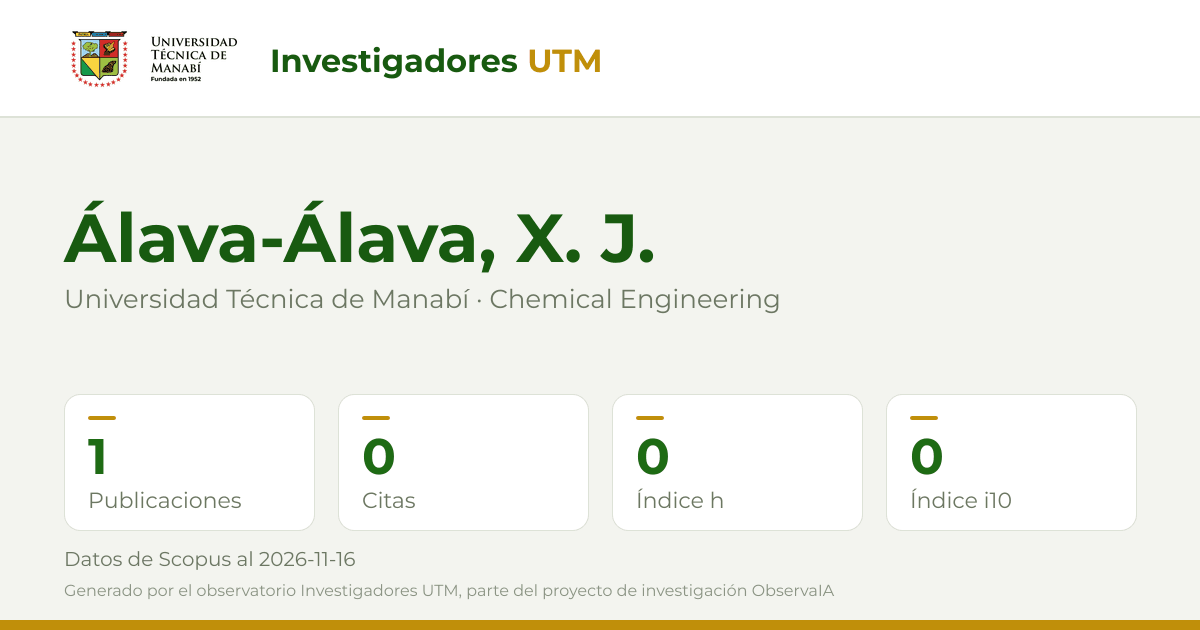 UNIVERSIDAD
TÉCNICA DE
MANABÍ
Fundada en 1952
Investigadores UTM
Álava-Álava, X. J.
Universidad Técnica de Manabí · Chemical Engineering
1
Publicaciones
0
Citas
0
Índice h
0
Índice i10
Datos de Scopus al 2026-11-16
Generado por el observatorio Investigadores UTM, parte del proyecto de investigación ObservaIA